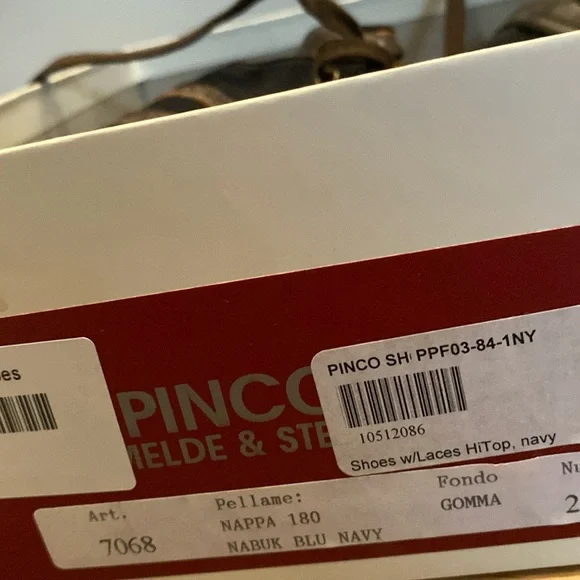 PINCO
MELDE & STE
PINCO SH PPF03-84-1NY
10512086
Shoes w/Laces HiTop, navy
Art.
7068
Pellame:
NAPPA 180
NABUK BLU NAVY
Fondo
GOMMA